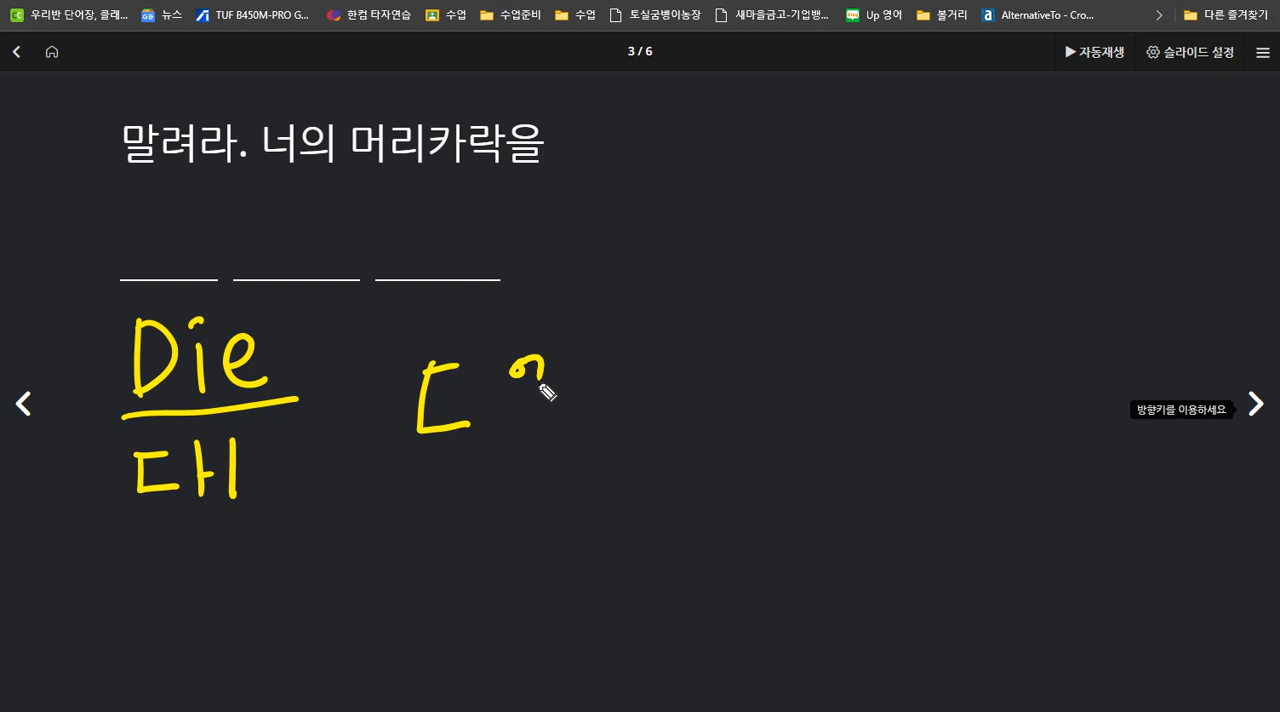 우리반 단어장, 클래... 뉴스 TUF B450M-PRO G... 한컴 타자연습 수업 수업준비 수업 토실굼벵이농장 새마을금고-기업뱅... Up 영어 볼거리 AlternativeTo - Cro... 다른 즐겨찾기
3 / 6 자동재생 슬라이드 설정
말려라. 너의 머리카락을
Die
대
방향키를 이용하세요